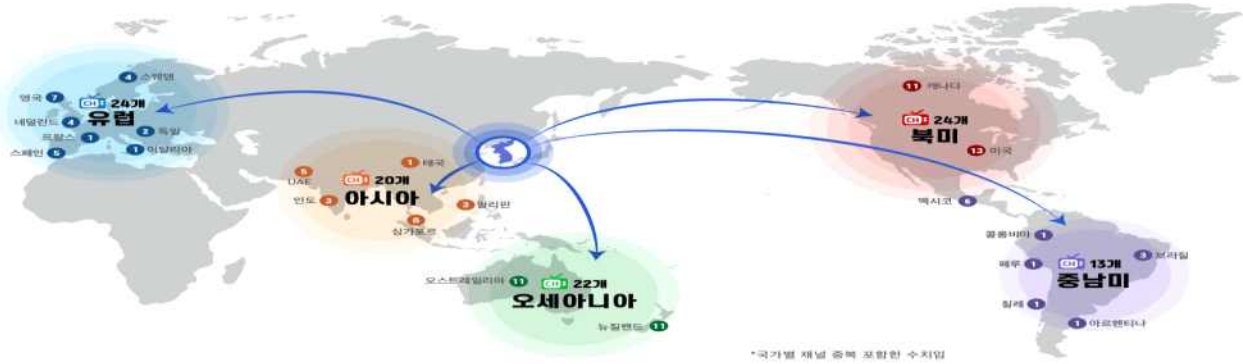 4 스웨덴
영국 7
CH 24개
유럽
네덜란드 4
프랑스 1
2 독일
스페인 5
1 이탈리아
1 태국
5
UAE
CH 20개
아시아
인도 3
3 필리핀
8
싱가포르
오스트레일리아 11
CH 22개
오세아니아
뉴질랜드 11
11 캐나다
CH 24개
북미
13 미국
멕시코 6
콜롬비아 1
3 브라질
페루 1
CH 13개
중남미
칠레 1
1 아르헨티나
*국가별 채널 중복 포함한 수치임